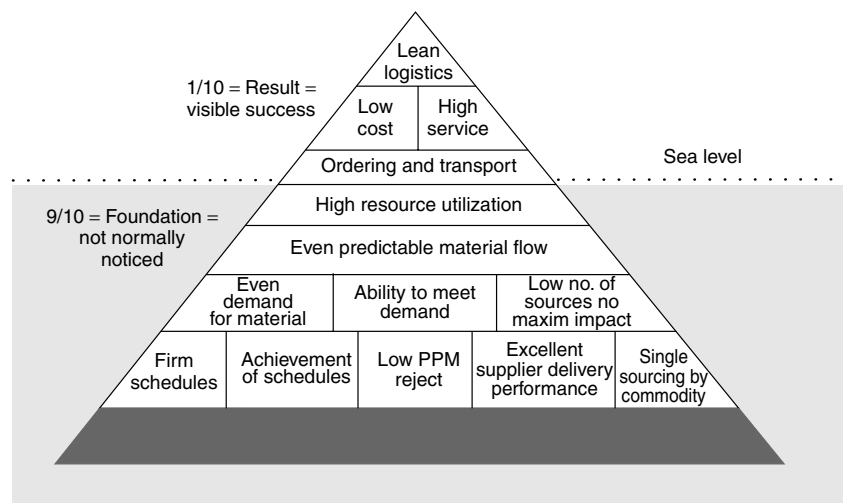 Lean
logistics
1/10 = Result =
visible success
Low
cost
High
service
Ordering and transport
Sea level
High resource utilization
9/10 = Foundation =
not normally
noticed
Even predictable material flow
Even
demand
for material
Ability to meet
demand
Low no. of
sources no
maxim impact
Firm
schedules
Achievement
of schedules
Low PPM
reject
Excellent
supplier delivery
performance
Single
sourcing by
commodity